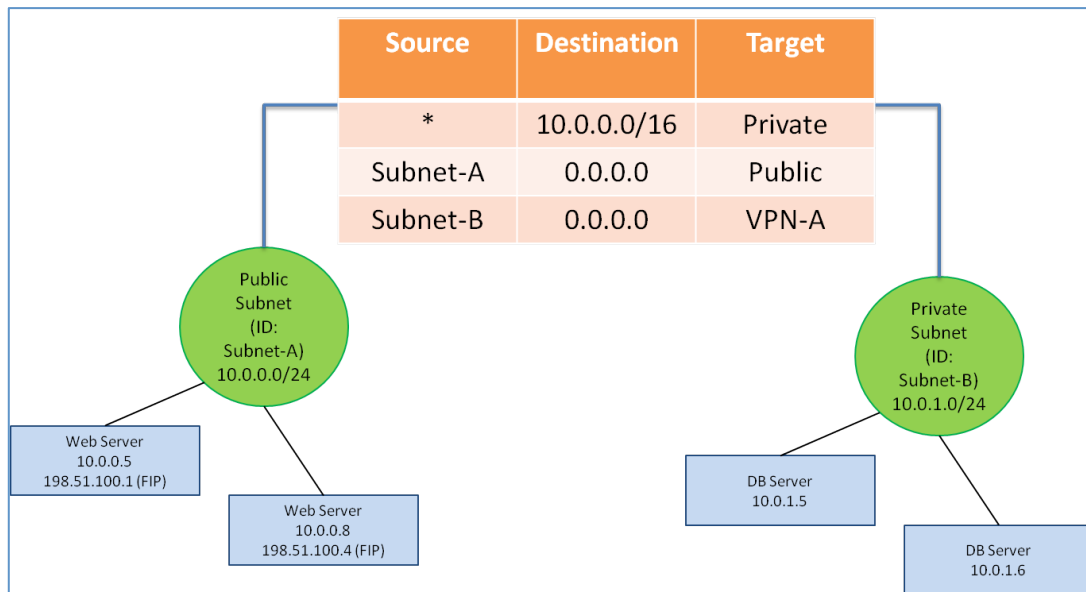 Source Destination Target
* 10.0.0.0/16 Private
Subnet-A 0.0.0.0 Public
Subnet-B 0.0.0.0 VPN-A
Public
Subnet
(ID:
Subnet-A)
10.0.0.0/24
Private
Subnet
(ID:
Subnet-B)
10.0.1.0/24
Web Server
10.0.0.5
198.51.100.1 (FIP)
Web Server
10.0.0.8
198.51.100.4 (FIP)
DB Server
10.0.1.5
DB Server
10.0.1.6